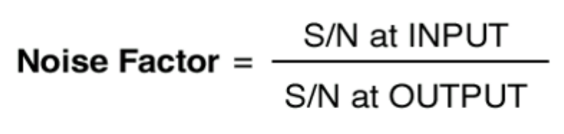 S/N at INPUT
Noise Factor =
S/N at OUTPUT